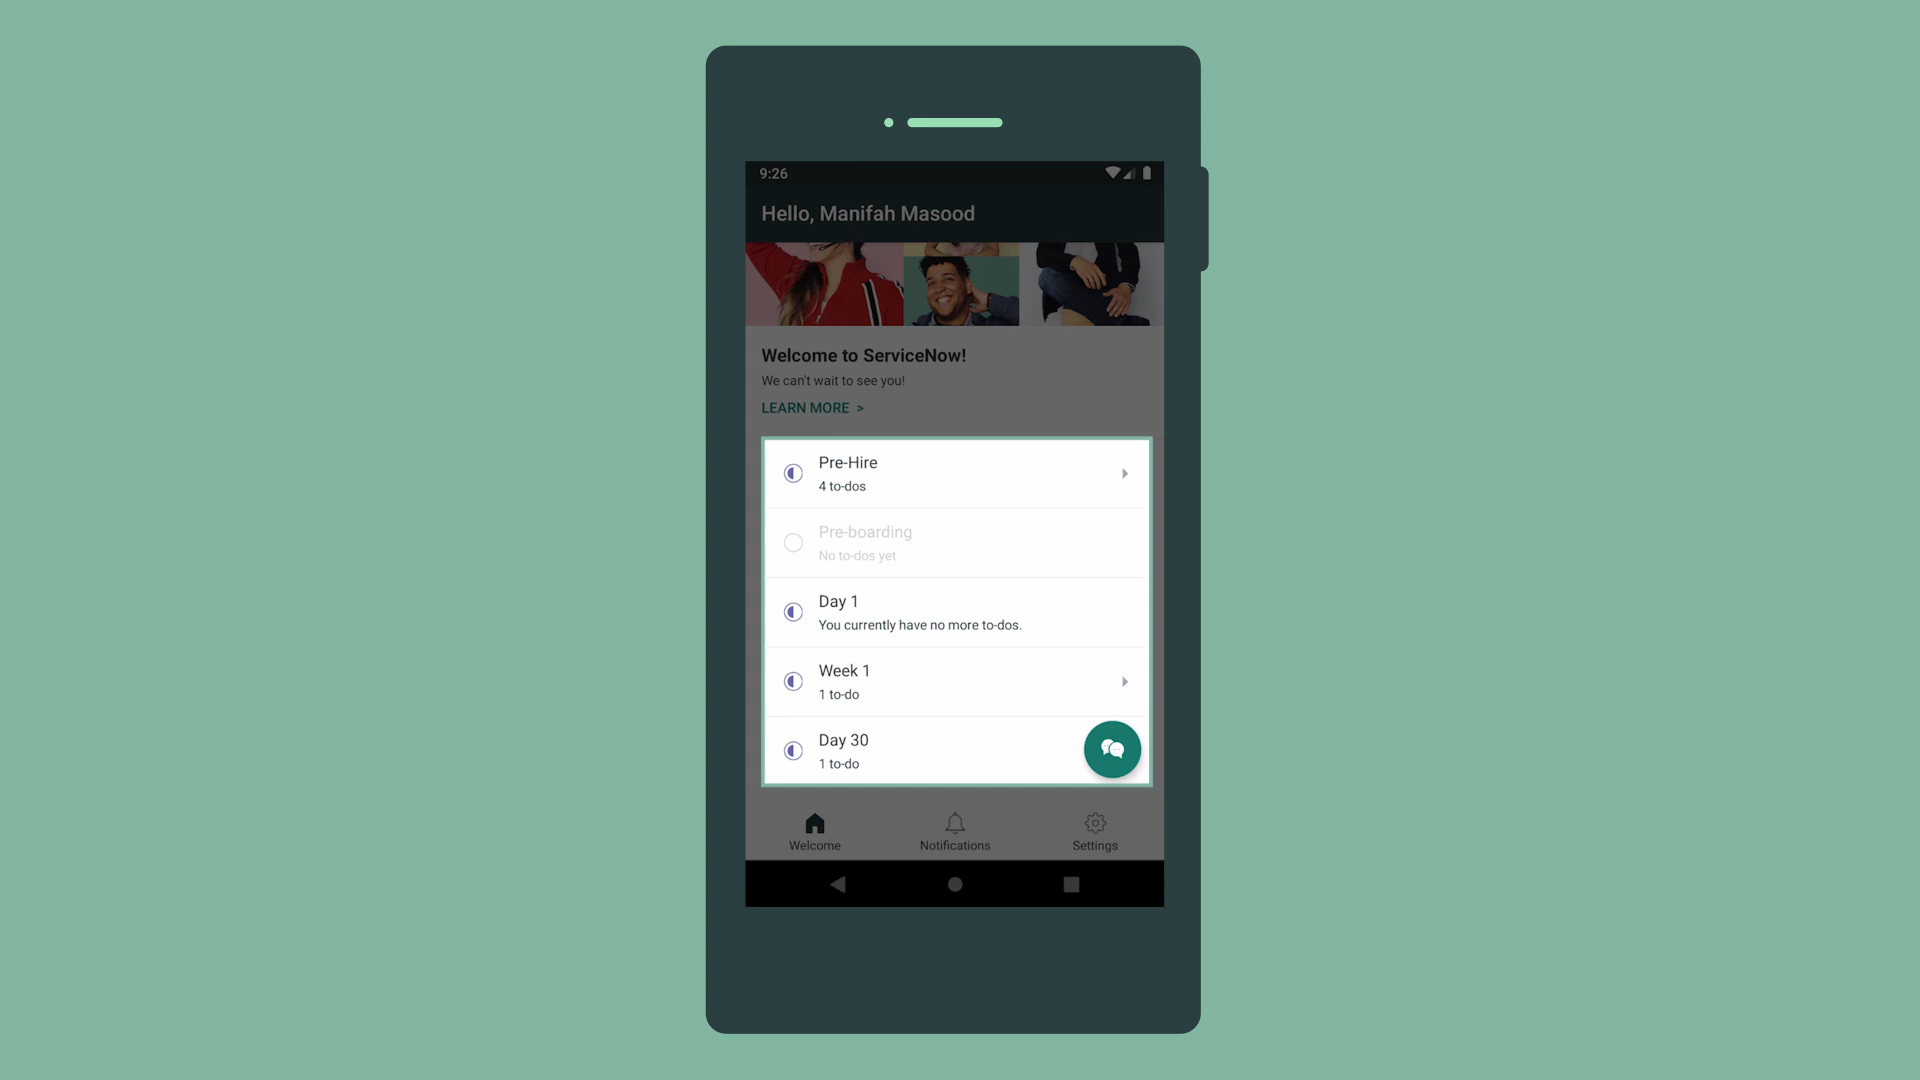 9:26
Hello, Manifah Masood
Welcome to ServiceNow!
We can't wait to see you!
LEARN MORE >
Pre-Hire
4 to-dos
Pre-boarding
No to-dos yet
Day 1
You currently have no more to-dos.
Week 1
1 to-do
Day 30
1 to-do
Welcome
Notifications
Settings